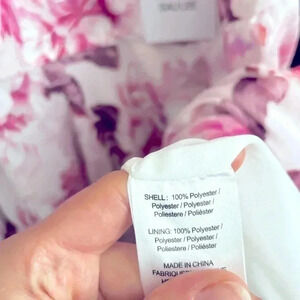 SHELL: 100% Polyester /
Polyester / Polyester /
Poliestere / Poliéster
LINING: 100% Polyester /
Polyester / Polyester /
Poliestere / Poliéster
MADE IN CHINA